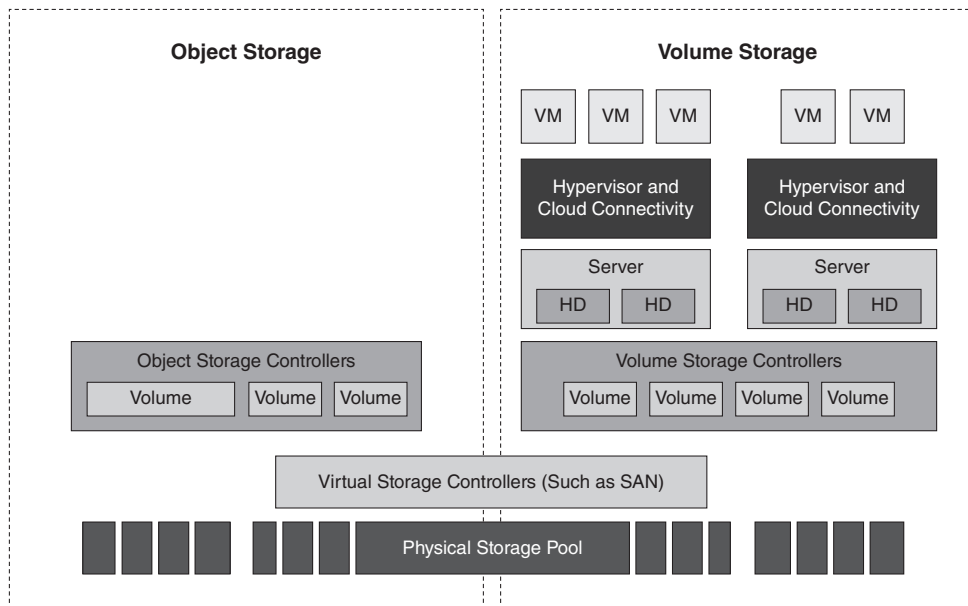 Object Storage
Volume Storage
VM VM VM VM VM
Hypervisor and
Cloud Connectivity
Hypervisor and
Cloud Connectivity
Server
HD HD
Server
HD HD
Object Storage Controllers
Volume Volume Volume
Volume Storage Controllers
Volume Volume Volume Volume
Virtual Storage Controllers (Such as SAN)
Physical Storage Pool